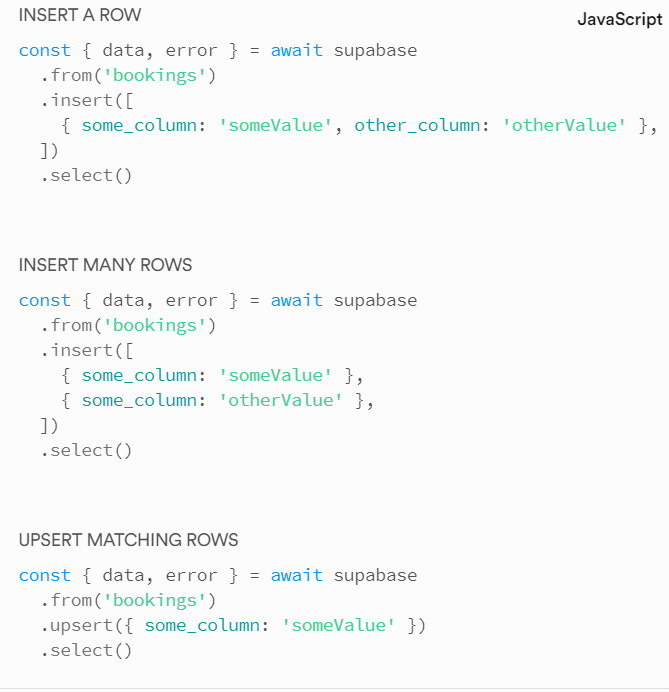 INSERT A ROW
JavaScript
const { data, error } = await supabase
  .from('bookings')
  .insert([
    { some_column: 'someValue', other_column: 'otherValue' },
  ])
  .select()
INSERT MANY ROWS
const { data, error } = await supabase
  .from('bookings')
  .insert([
    { some_column: 'someValue' },
    { some_column: 'otherValue' },
  ])
  .select()
UPSERT MATCHING ROWS
const { data, error } = await supabase
  .from('bookings')
  .upsert({ some_column: 'someValue' })
  .select()